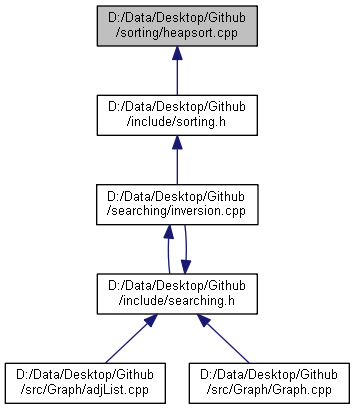 D:/Data/Desktop/Github
/sorting/heapsort.cpp
D:/Data/Desktop/Github
/include/sorting.h
D:/Data/Desktop/Github
/searching/inversion.cpp
D:/Data/Desktop/Github
/include/searching.h
D:/Data/Desktop/Github
/src/Graph/adjList.cpp
D:/Data/Desktop/Github
/src/Graph/Graph.cpp